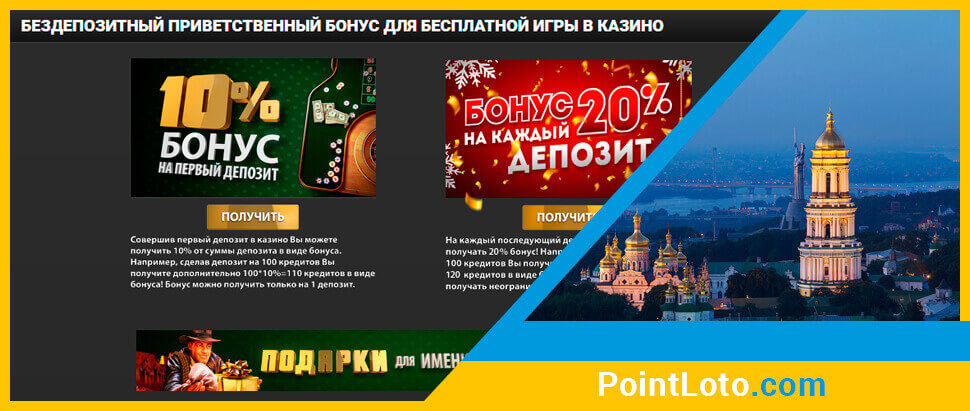 БЕЗДЕПОЗИТНЫЙ ПРИВЕТСТВЕННЫЙ БОНУС ДЛЯ БЕСПЛАТНОЙ ИГРЫ В КАЗИНО
10%
БОНУС
НА ПЕРВЫЙ ДЕПОЗИТ
ПОЛУЧИТЬ
Совершив первый депозит в казино Вы можете
получить 10% от суммы депозита в виде бонуса.
Например, сделав депозит на 100 кредитов Вы
получите дополнительно 100*10%=110 кредитов в виде
бонуса! Бонус можно получить только на 1 депозит.
БОНУС 20%
НА КАЖДЫЙ
ДЕПОЗИТ
На каждый последующий
получать 20% бонус! Н
100 кредитов Вы получ
120 кредитов в виде б
получать неограни
ПОДАРКИ для
PointLoto.com